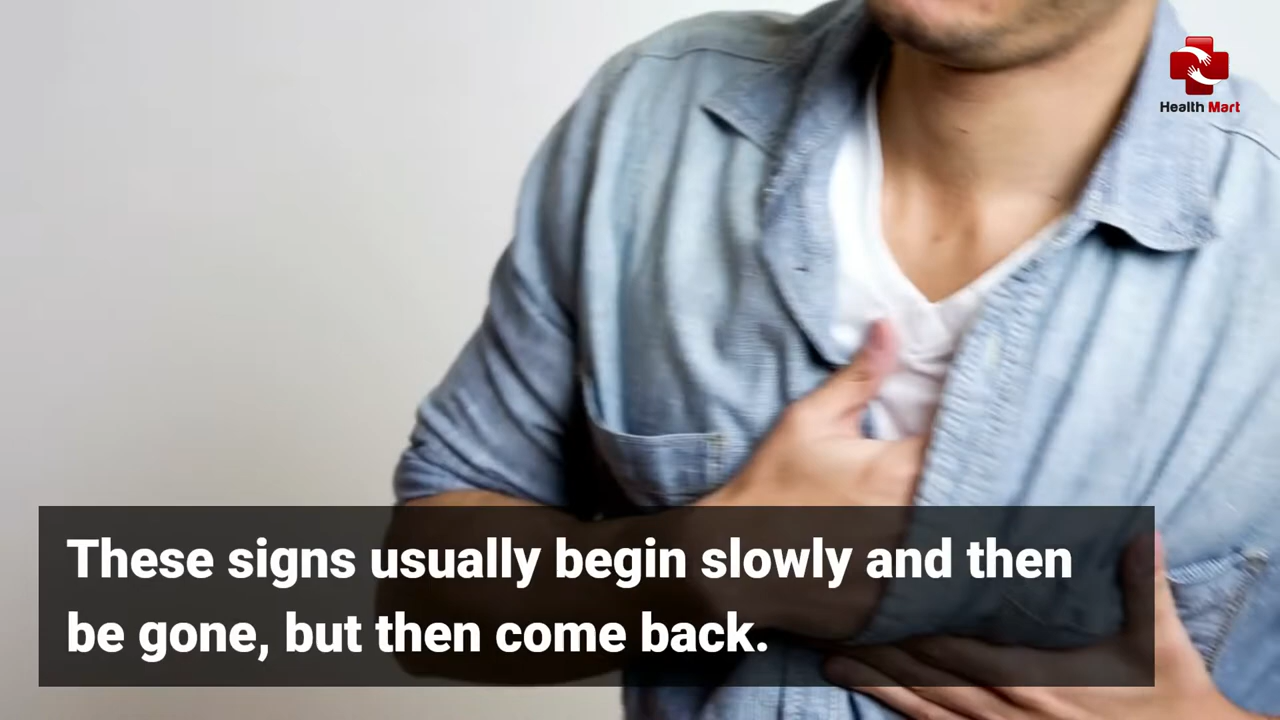 Health Mart
These signs usually begin slowly and then
be gone, but then come back.